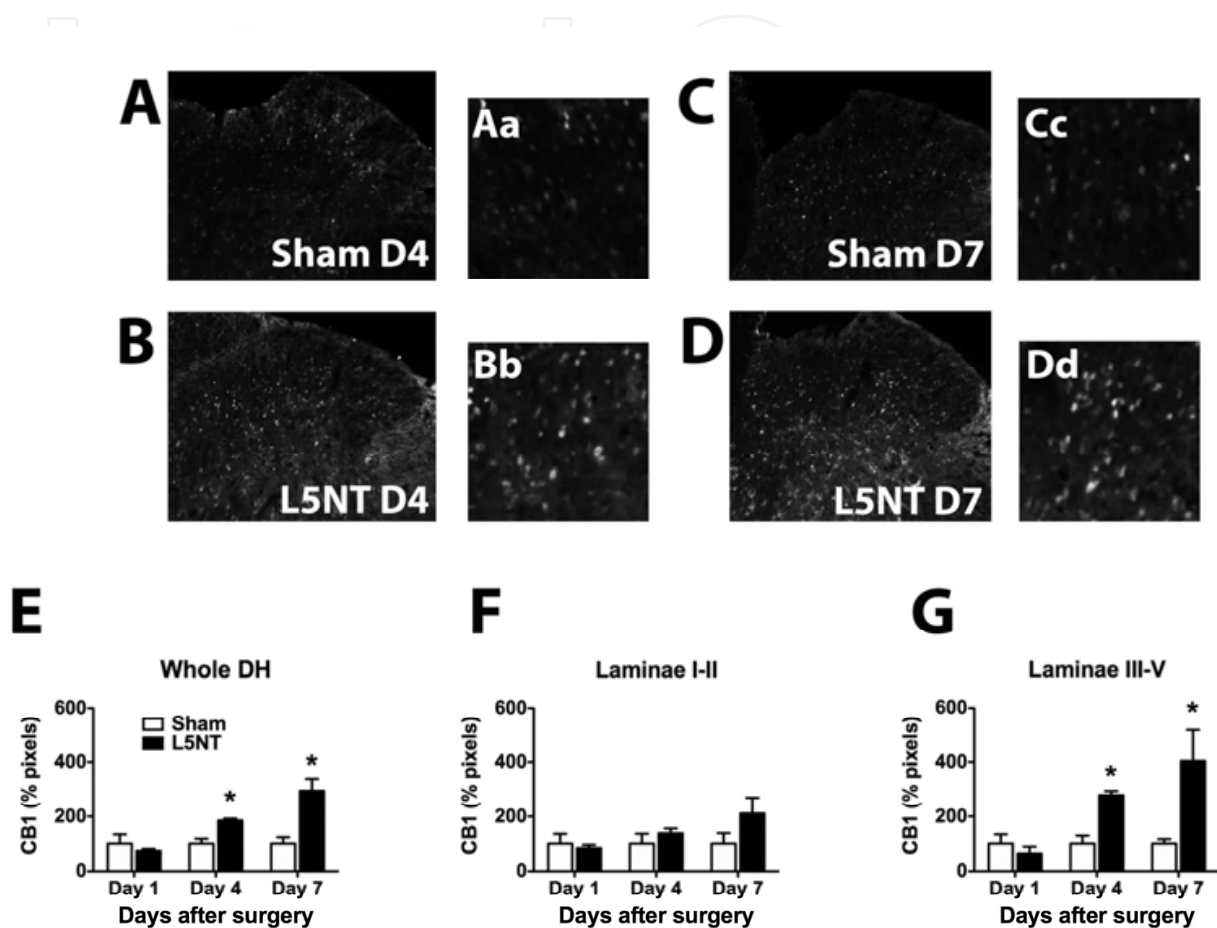 A
Sham D4
Aa
C
Sham D7
Cc
B
L5NT D4
Bb
D
L5NT D7
Dd
E
Whole DH
CB1 (% pixels)
600
400
200
0
Sham
L5NT
*
*
Day 1 Day 4 Day 7
Days after surgery
F
Laminae I-II
CB1 (% pixels)
600
400
200
0
Day 1 Day 4 Day 7
Days after surgery
G
Laminae III-V
CB1 (% pixels)
600
400
200
0
*
*
Day 1 Day 4 Day 7
Days after surgery